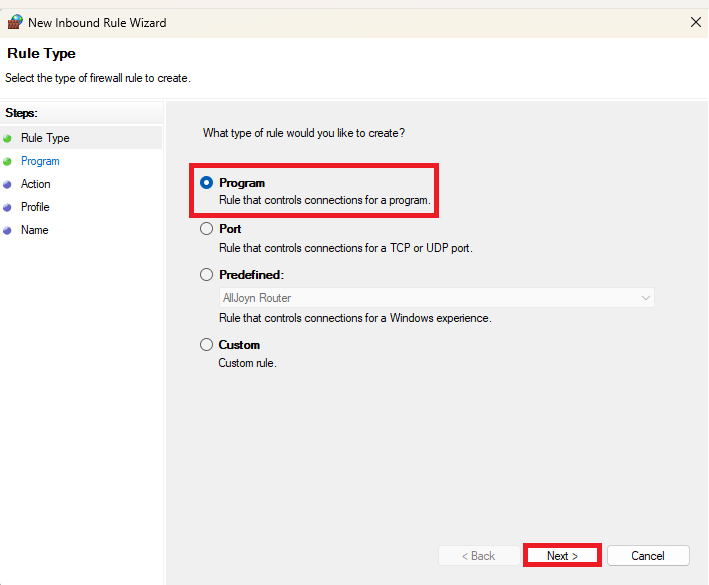 New Inbound Rule Wizard
Rule Type
Select the type of firewall rule to create.
Steps:
Rule Type
Program
Action
Profile
Name
What type of rule would you like to create?
Program
Rule that controls connections for a program.
Port
Rule that controls connections for a TCP or UDP port.
Predefined:
AllJoyn Router
Rule that controls connections for a Windows experience.
Custom
Custom rule.
< Back Next > Cancel